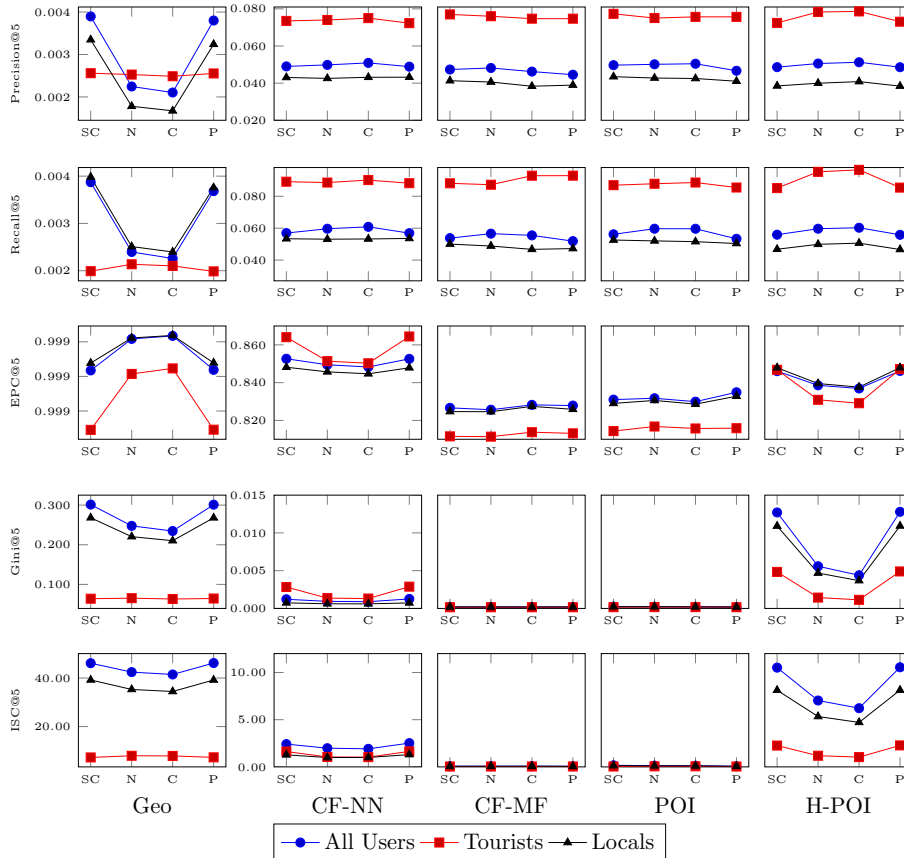 Precision@5
0.004
0.003
0.002
0.080
0.060
0.040
0.020
SC N C P SC N C P SC N C P SC N C P SC N C P
Recall@5
0.004
0.003
0.002
0.080
0.060
0.040
SC N C P SC N C P SC N C P SC N C P SC N C P
EPC@5
0.999
0.999
0.999
0.860
0.840
0.820
SC N C P SC N C P SC N C P SC N C P SC N C P
Gini@5
0.300
0.200
0.100
0.015
0.010
0.005
0.000
SC N C P SC N C P SC N C P SC N C P SC N C P
ISC@5
40.00
20.00
10.00
5.00
0.00
SC N C P SC N C P SC N C P SC N C P SC N C P
Geo CF-NN CF-MF POI H-POI
All Users Tourists Locals